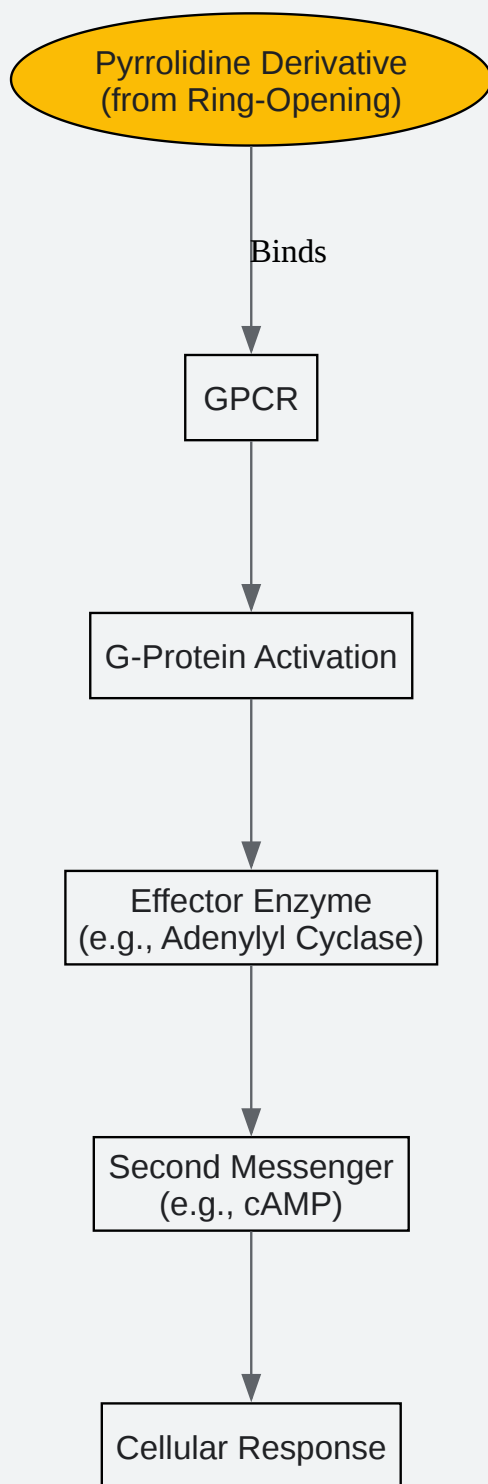 Pyrrolidine Derivative
(from Ring-Opening)
Binds
GPCR
G-Protein Activation
Effector Enzyme
(e.g., Adenylyl Cyclase)
Second Messenger
(e.g., cAMP)
Cellular Response